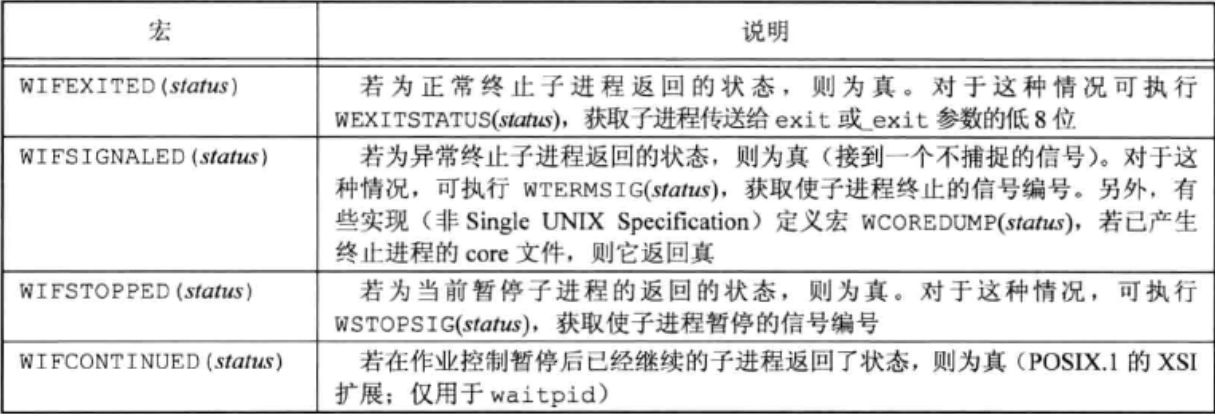 宏 说明
WIFEXITED(status) 若为正常终止子进程返回的状态,则为真。对于这种情况可执行
WEXITSTATUS(status),获取子进程传送给 exit 或_exit 参数的低 8 位
WIFSIGNALED(status) 若为异常终止子进程返回的状态,则为真(接到一个不捕捉的信号)。对于这
种情况,可执行 WTERMSIG(status),获取使子进程终止的信号编号。另外,有
些实现(非 Single UNIX Specification)定义宏 WCOREDUMP(status),若已产生
终止进程的 core 文件,则它返回真
WIFSTOPPED(status) 若为当前暂停子进程的返回的状态,则为真。对于这种情况,可执行
WSTOPSIG(status),获取使子进程暂停的信号编号
WIFCONTINUED(status) 若在作业控制暂停后已经继续的子进程返回了状态,则为真(POSIX.1 的 XSI
扩展;仅用于 waitpid)